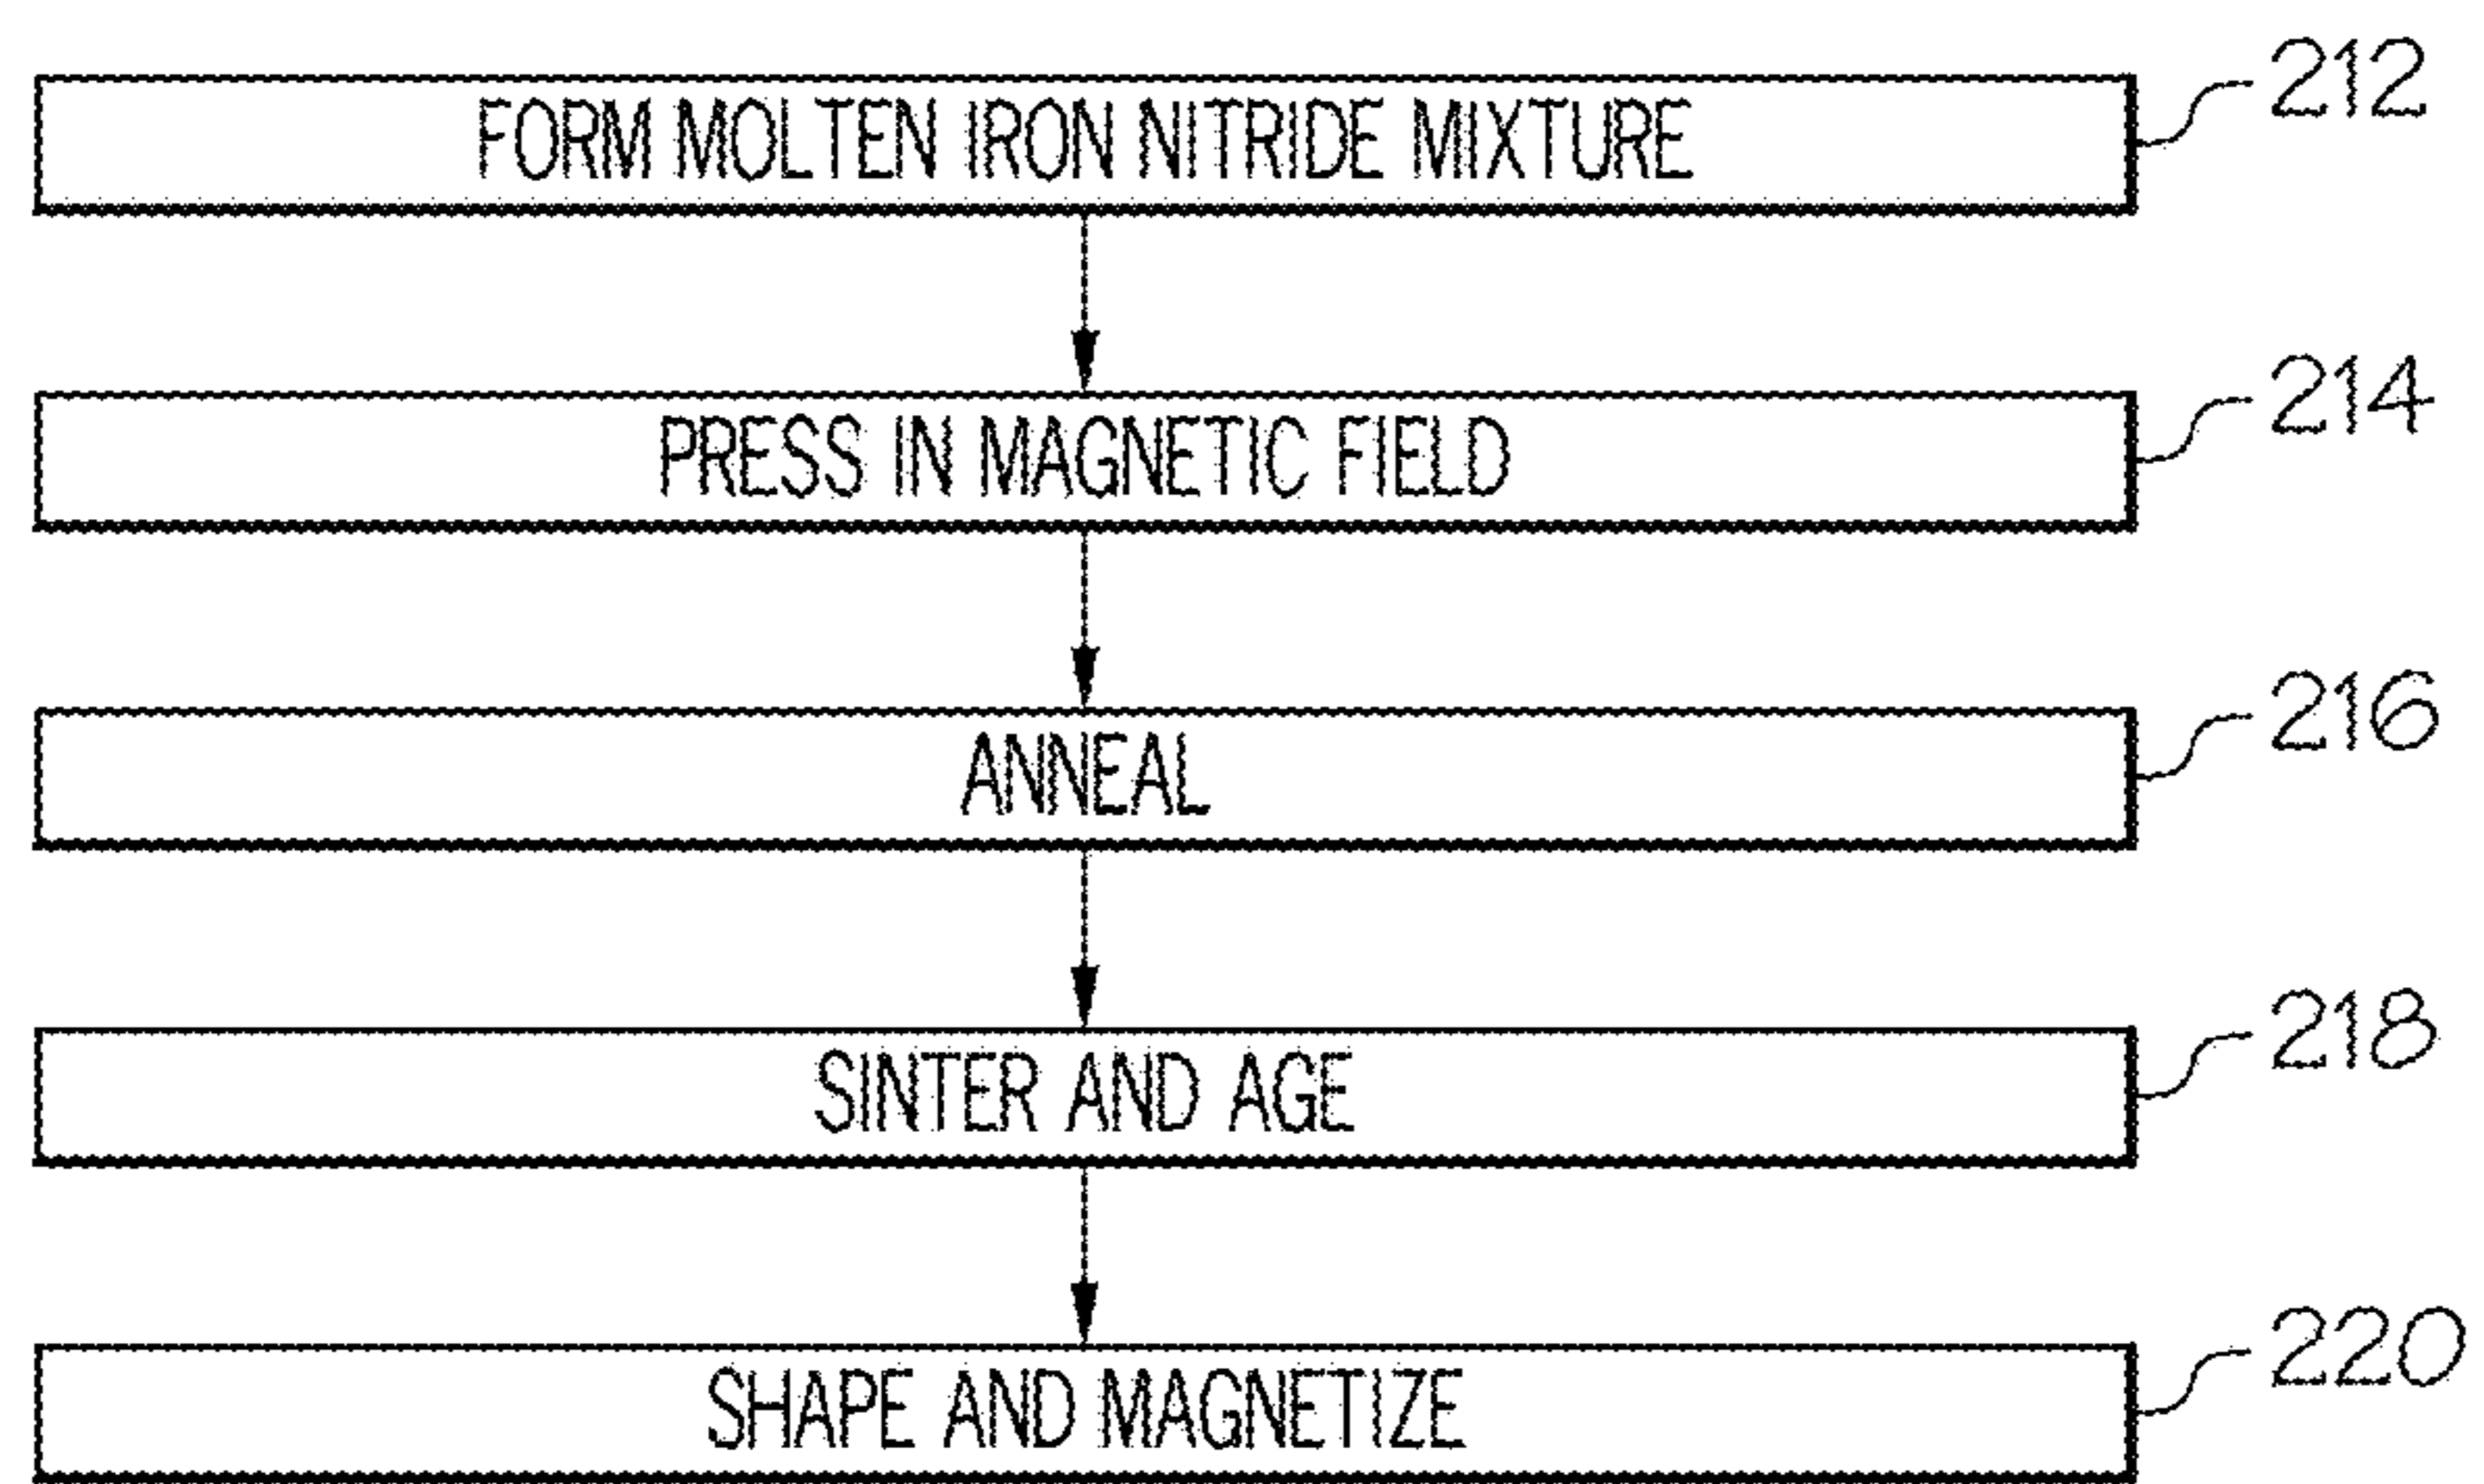 FORM MOLTEN IRON NITRIDE MIXTURE 212
PRESS IN MAGNETIC FIELD 214
ANNEAL 216
SINTER AND AGE 218
SHAPE AND MAGNETIZE 220